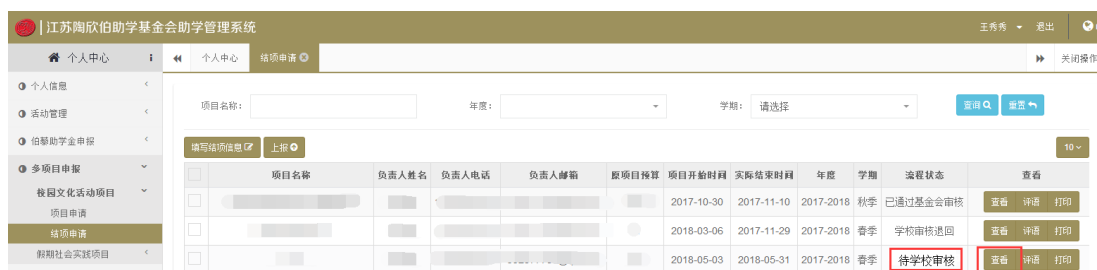 江苏陶欣伯助学基金会助学管理系统
王秀秀 退出
个人中心
个人中心 结项申请
关闭操作
个人信息
活动管理
伯藜助学金申报
多项目申报
校园文化活动项目
项目申请
结项申请
假期社会实践项目
项目名称： 年度： 学期： 请选择 查询 重置
填写结项信息 上报 10
项目名称 负责人姓名 负责人电话 负责人邮箱 原项目预算 项目开始时间 实际结束时间 年度 学期 流程状态 查看
2017-10-30 2017-11-10 2017-2018 秋季 已通过基金会审核 查看 评语 打印
2018-03-06 2017-11-29 2017-2018 春季 学校审核退回 查看 评语 打印
2018-05-03 2018-05-31 2017-2018 春季 待学校审核 查看 评语 打印